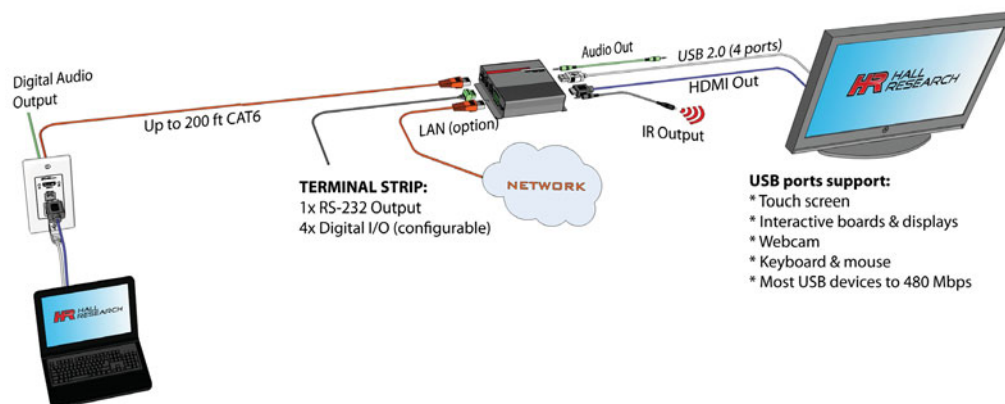 Digital Audio
Output
Up to 200 ft CAT6
LAN (option)
Audio Out
USB 2.0 (4 ports)
HDMI Out
IR Output
NETWORK
TERMINAL STRIP:
1x RS-232 Output
4x Digital I/O (configurable)
HR HALL
RESEARCH
USB ports support:
* Touch screen
* Interactive boards & displays
* Webcam
* Keyboard & mouse
* Most USB devices to 480 Mbps
HR HALL
RESEARCH